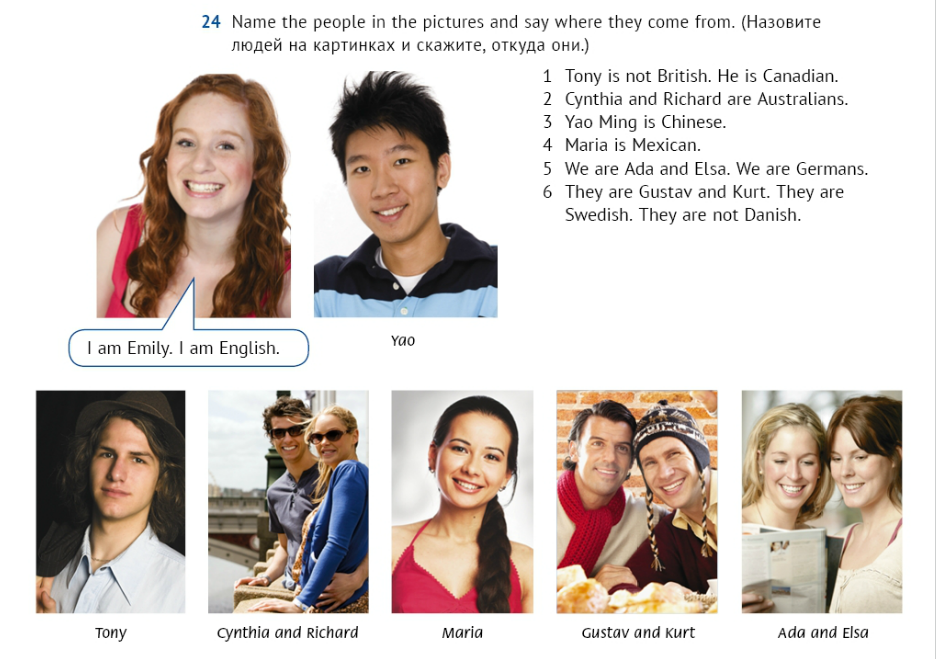 24 Name the people in the pictures and say where they come from. (Назовите
людей на картинках и скажите, откуда они.)
1 Tony is not British. He is Canadian.
2 Cynthia and Richard are Australians.
3 Yao Ming is Chinese.
4 Maria is Mexican.
5 We are Ada and Elsa. We are Germans.
6 They are Gustav and Kurt. They are
Swedish. They are not Danish.
I am Emily. I am English.
Yao
Tony
Cynthia and Richard
Maria
Gustav and Kurt
Ada and Elsa